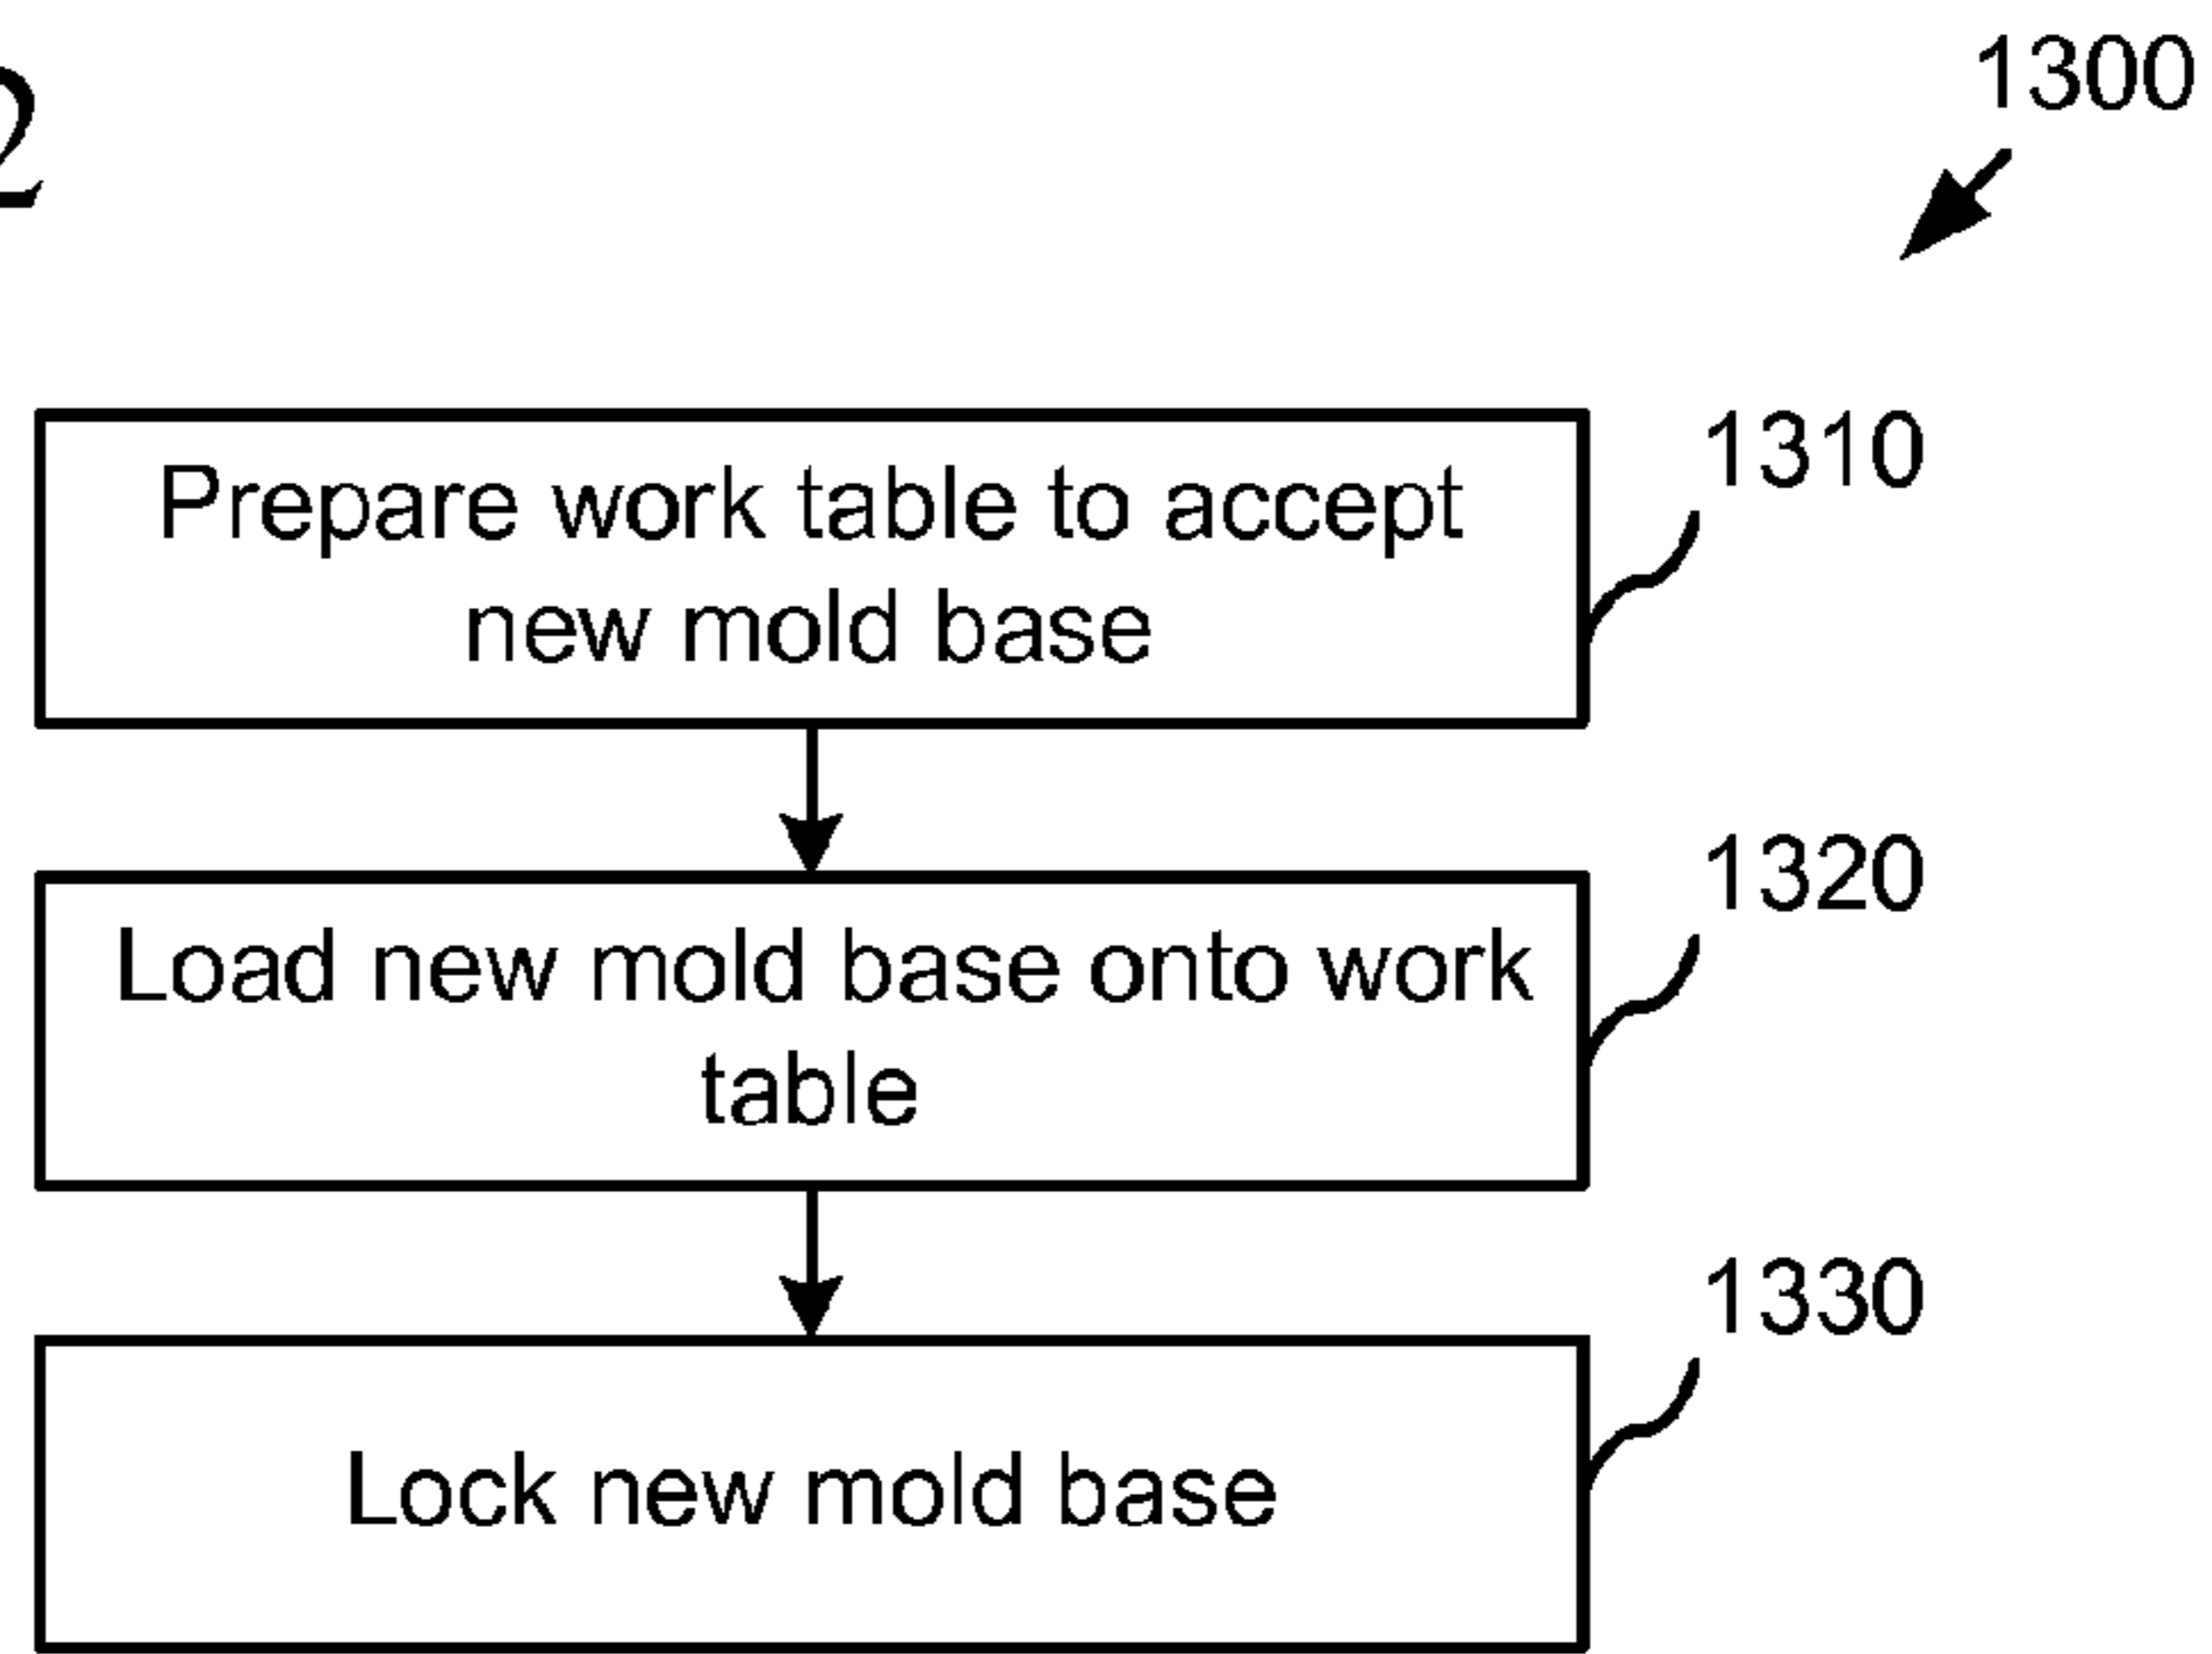 2
1300
Prepare work table to accept
new mold base
1310
Load new mold base onto work
table
1320
Lock new mold base
1330